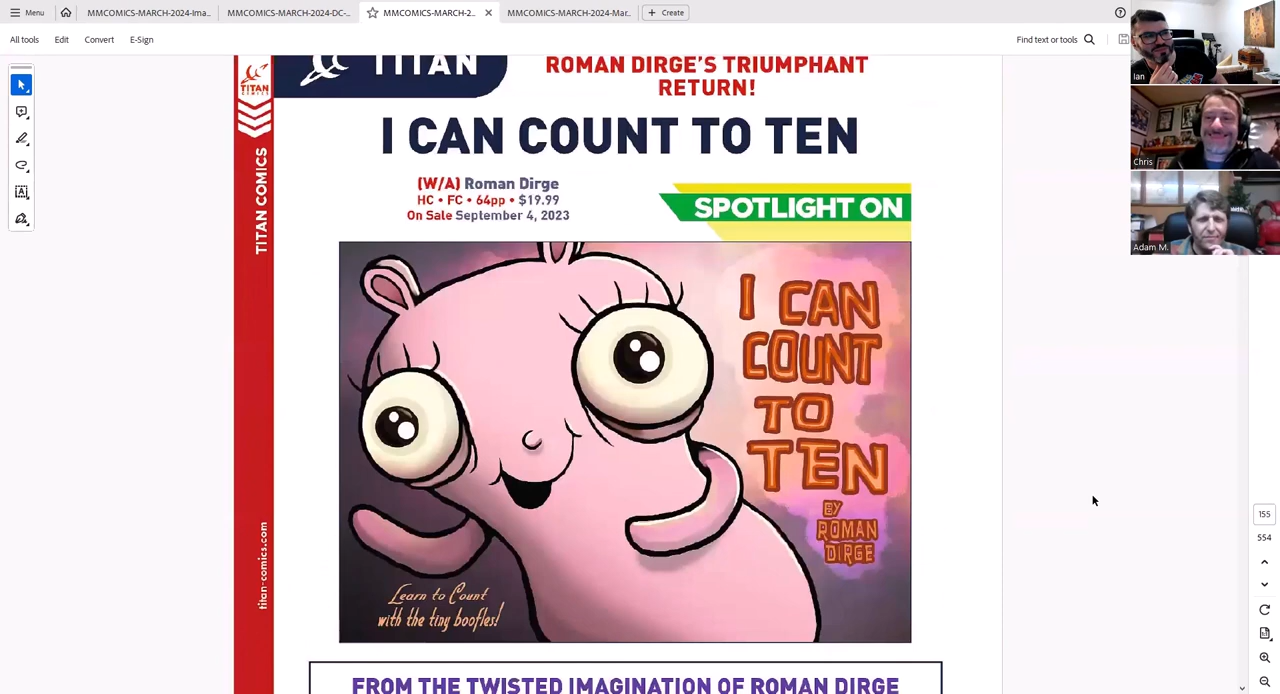 Menu
MMCOMICS-MARCH-2024-Ima...
MMCOMICS-MARCH-2024-DC-...
MMCOMICS-MARCH-2...
MMCOMICS-MARCH-2024-Mar...
+ Create
All tools
Edit
Convert
E-Sign
Find text or tools
Ian
Chris
Adam M.
TITAN
TITAN
COMICS
TITAN COMICS
titan-comics.com
ROMAN DIRGE'S TRIUMPHANT
RETURN!
I CAN COUNT TO TEN
(W/A) Roman Dirge
HC • FC • 64pp • $19.99
On Sale September 4, 2023
SPOTLIGHT ON
I CAN
COUNT
TO
TEN
BY
ROMAN
DIRGE
Learn to Count
with the tiny boofles!
FROM THE TWISTED IMAGINATION OF ROMAN DIRGE
155
554